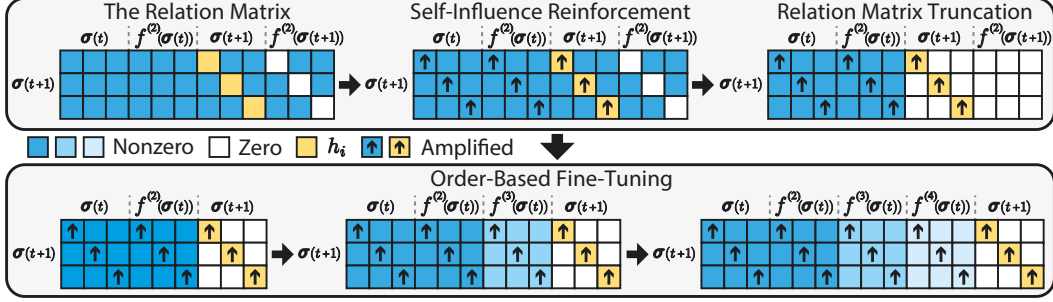 The Relation Matrix
Self-Influence Reinforcement
Relation Matrix Truncation
σ(t) f⁽²⁾(σ(t)) σ(t+1) f⁽²⁾(σ(t+1))
σ(t) f⁽²⁾(σ(t)) σ(t+1) f⁽²⁾(σ(t+1))
σ(t) f⁽²⁾(σ(t)) σ(t+1) f⁽²⁾(σ(t+1))
σ(t+1)
σ(t+1)
σ(t+1)
Nonzero Zero hᵢ Amplified
Order-Based Fine-Tuning
σ(t) f⁽²⁾(σ(t)) σ(t+1)
σ(t) f⁽²⁾(σ(t)) f⁽³⁾(σ(t)) σ(t+1)
σ(t) f⁽²⁾(σ(t)) f⁽³⁾(σ(t)) f⁽⁴⁾(σ(t)) σ(t+1)
σ(t+1)
σ(t+1)
σ(t+1)